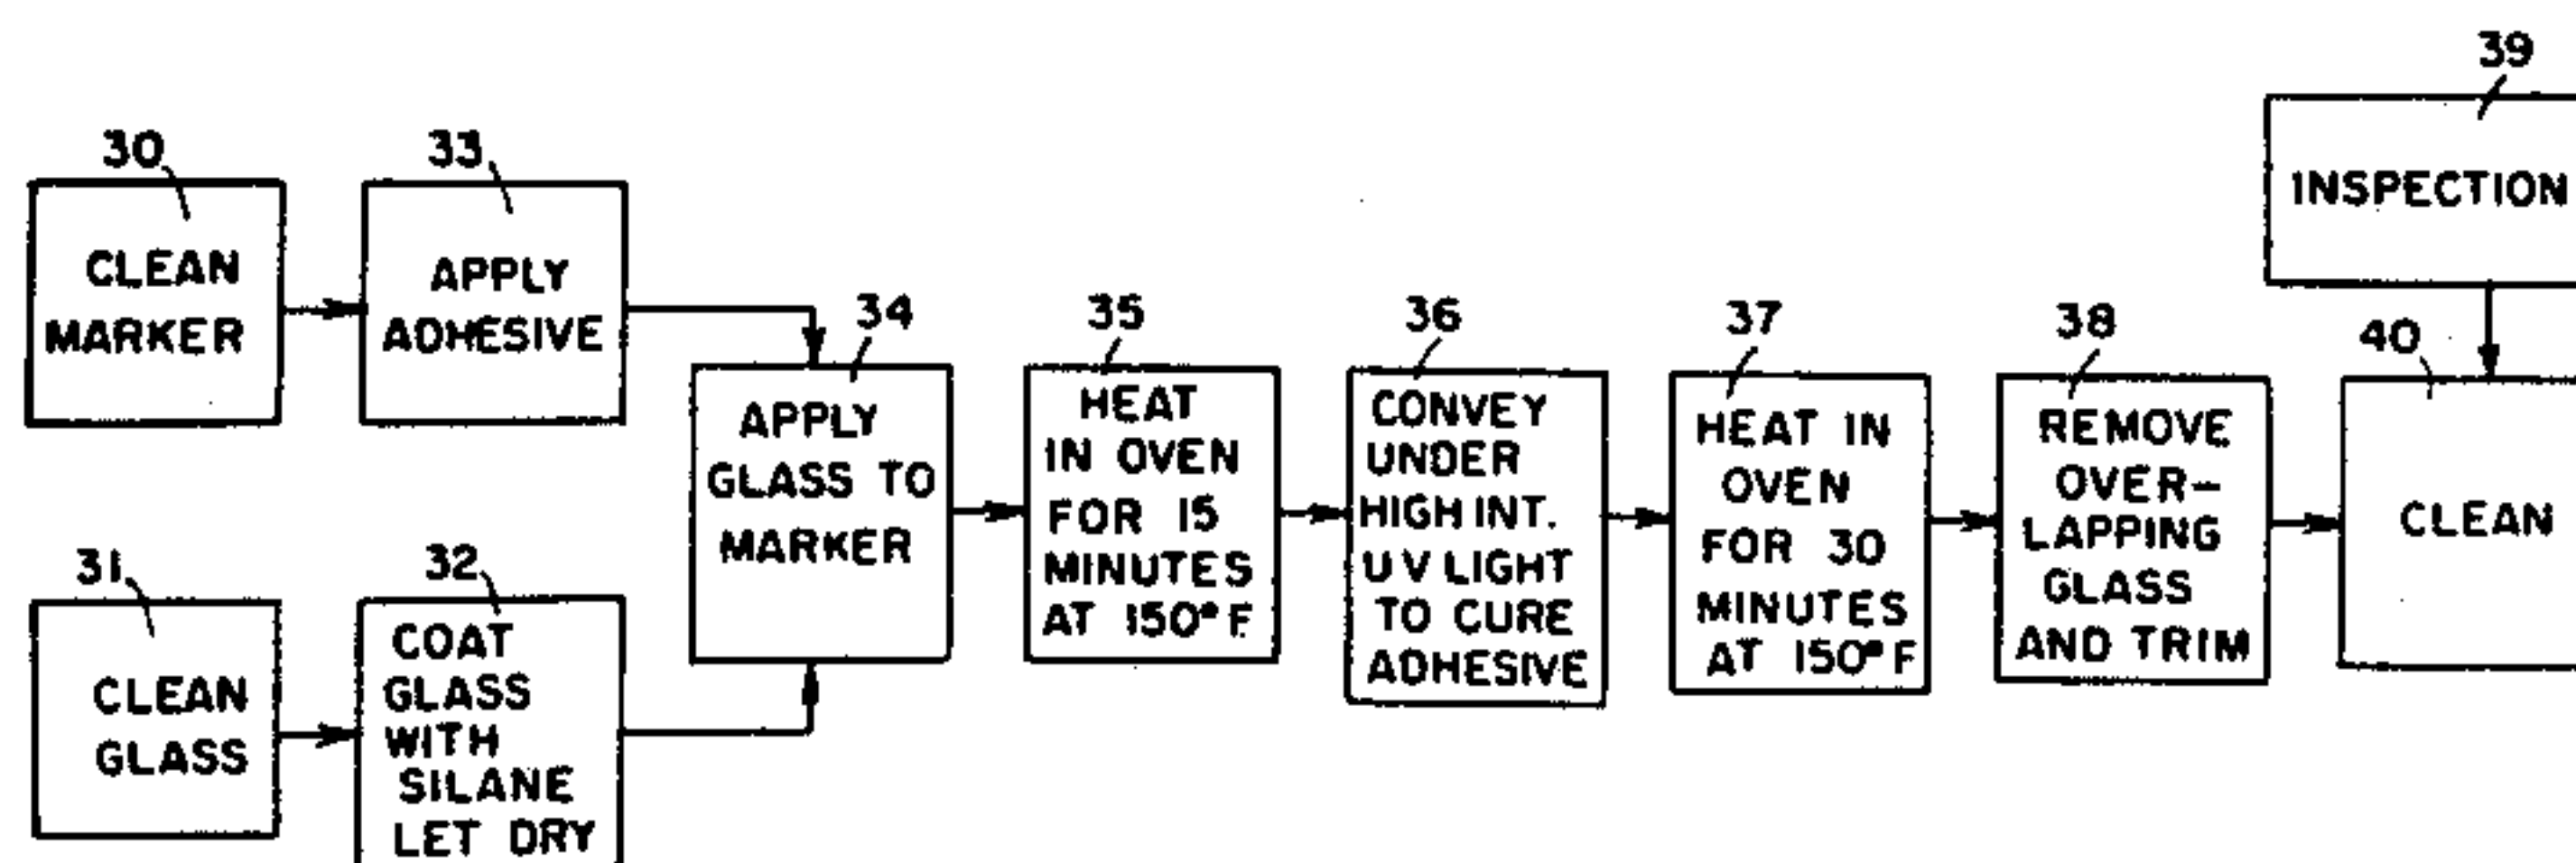 30
CLEAN
MARKER
33
APPLY
ADHESIVE
31
CLEAN
GLASS
32
COAT
GLASS
WITH
SILANE
LET DRY
34
APPLY
GLASS TO
MARKER
35
HEAT
IN OVEN
FOR 15
MINUTES
AT 150°F.
36
CONVEY
UNDER
HIGH INT.
UV LIGHT
TO CURE
ADHESIVE
37
HEAT IN
OVEN
FOR 30
MINUTES
AT 150°F
38
REMOVE
OVER-
LAPPING
GLASS
AND TRIM
39
INSPECTION
40
CLEAN